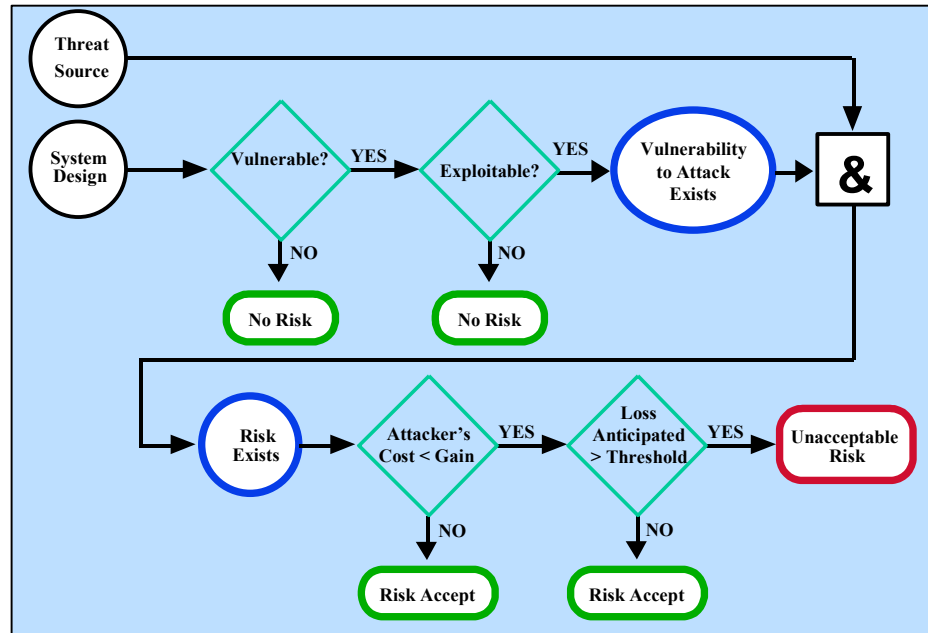 Threat
Source
System
Design
Vulnerable?
YES
Exploitable?
YES
Vulnerability
to Attack
Exists
&
NO
No Risk
NO
No Risk
Risk
Exists
Attacker's
Cost < Gain
YES
Loss
Anticipated
> Threshold
YES
Unacceptable
Risk
NO
Risk Accept
NO
Risk Accept